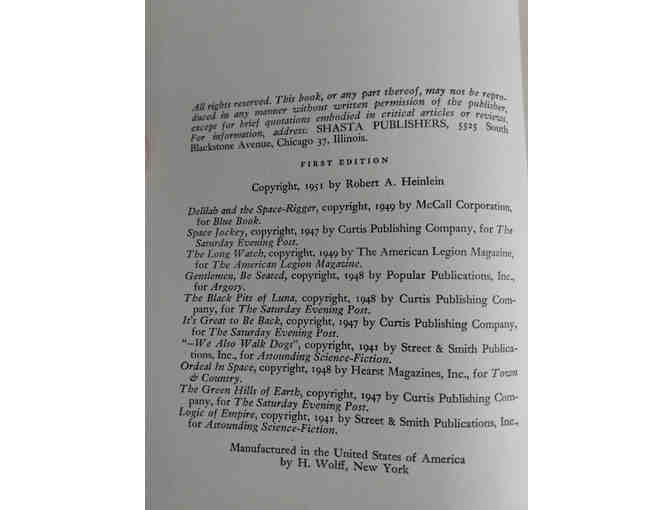 All rights reserved. This book, or any part thereof, may not be repro-
duced in any manner without written permission of the publisher,
except for brief quotations embodied in critical articles or reviews.
For information, address: SHASTA PUBLISHERS, 5525 South
Blackstone Avenue, Chicago 37, Illinois.
FIRST EDITION
Copyright, 1951 by Robert A. Heinlein
Delilah and the Space-Rigger, copyright, 1949 by McCall Corporation,
for Blue Book.
Space Jockey, copyright, 1947 by Curtis Publishing Company, for The
Saturday Evening Post.
The Long Watch, copyright, 1949 by The American Legion Magazine,
for The American Legion Magazine.
Gentlemen, Be Seated, copyright, 1948 by Popular Publications, Inc.,
for Argosy.
The Black Pits of Luna, copyright, 1948 by Curtis Publishing Com-
pany, for The Saturday Evening Post.
It's Great to Be Back, copyright, 1947 by Curtis Publishing Company,
for The Saturday Evening Post.
"—We Also Walk Dogs", copyright, 1941 by Street & Smith Publica-
tions, Inc., for Astounding Science-Fiction.
Ordeal In Space, copyright, 1948 by Hearst Magazines, Inc., for Town
& Country.
The Green Hills of Earth, copyright, 1947 by Curtis Publishing Com-
pany, for The Saturday Evening Post.
Logic of Empire, copyright, 1941 by Street & Smith Publications, Inc.,
for Astounding Science-Fiction.
Manufactured in the United States of America
by H. Wolff, New York